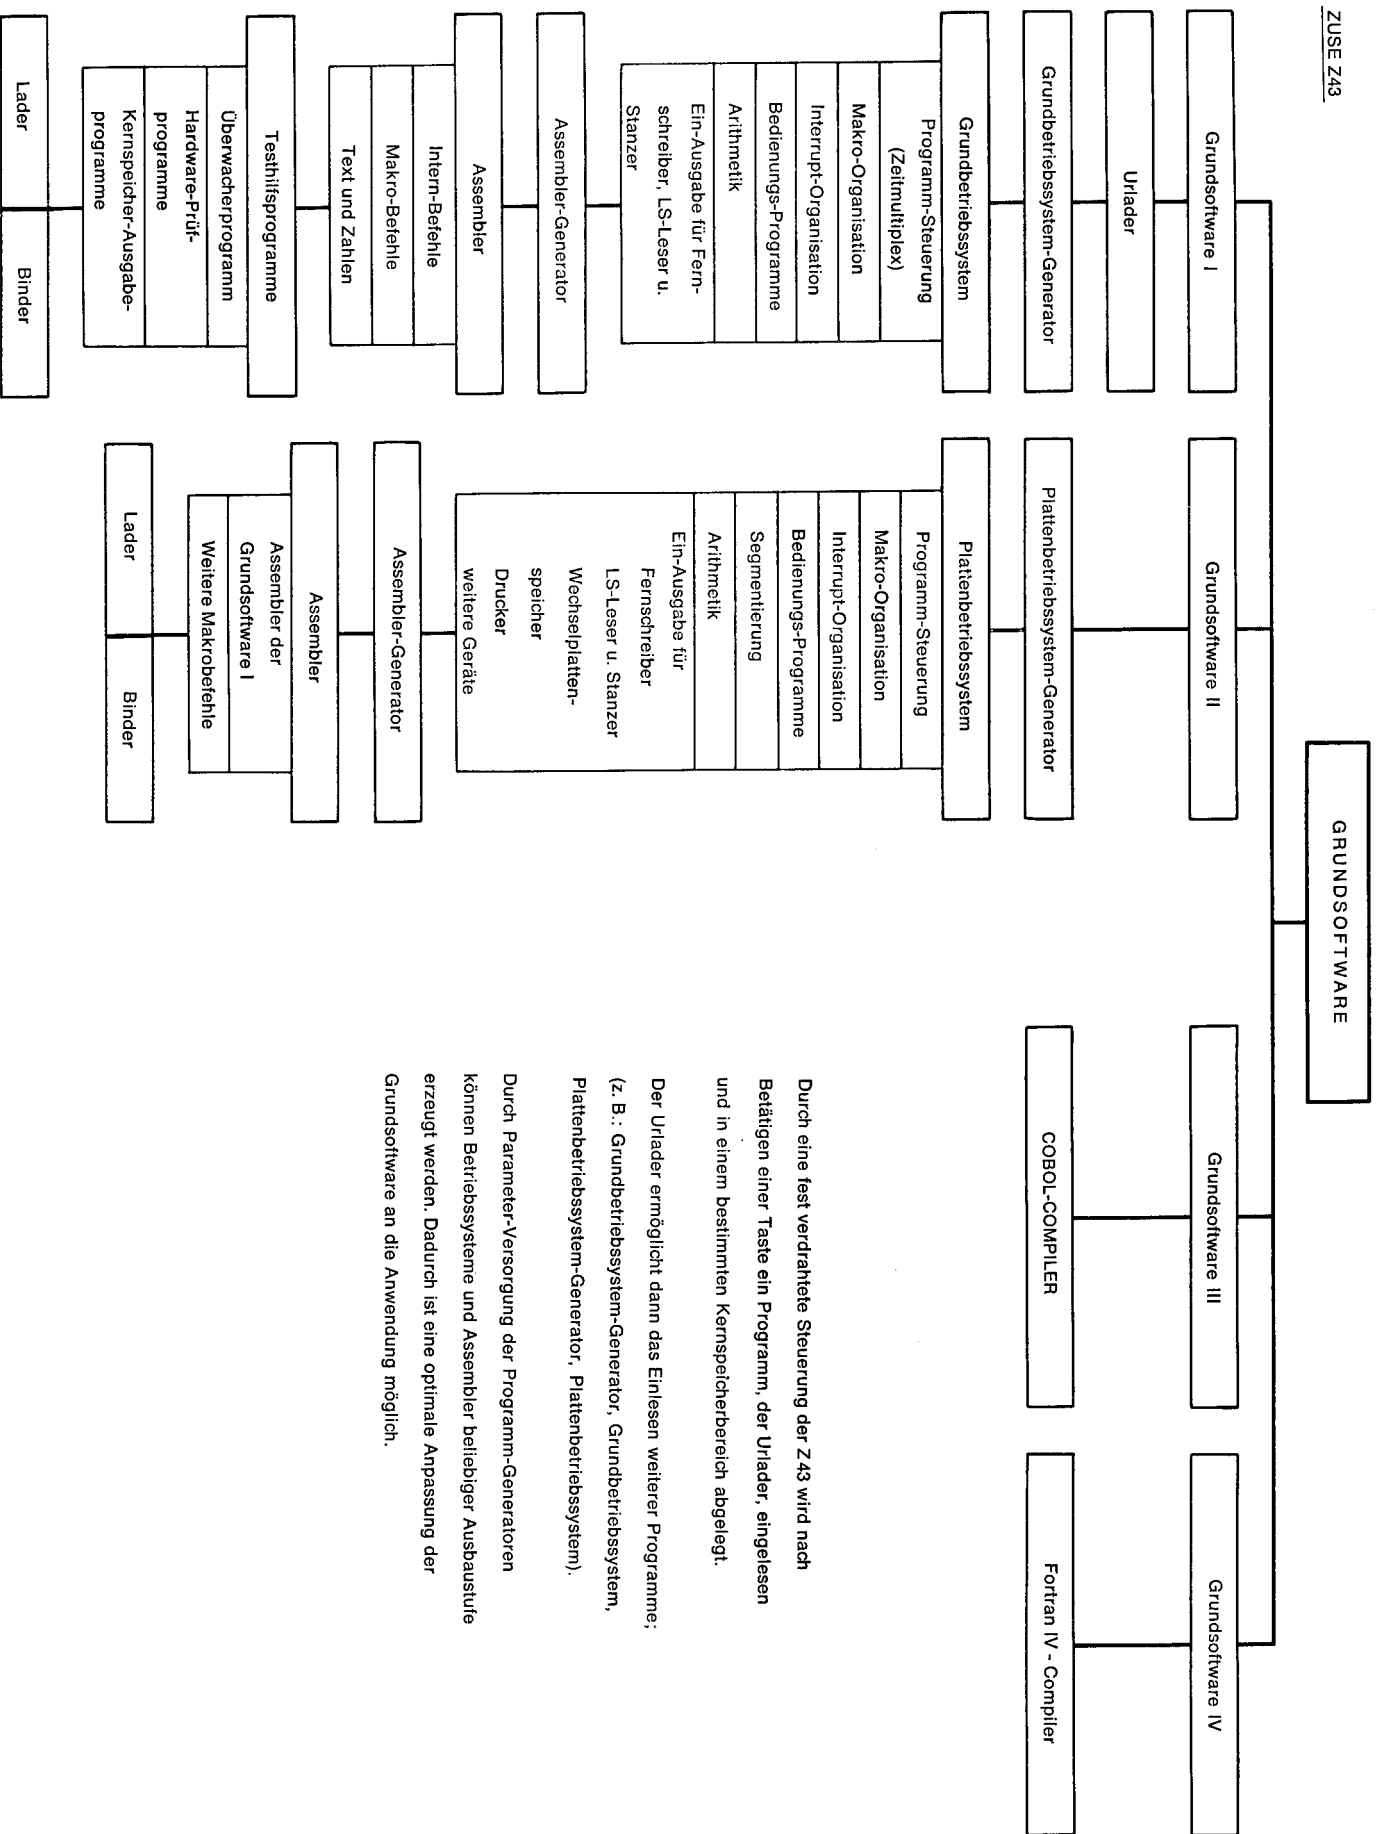 ZUSE Z43
GRUNDSOFTWARE
Grundsoftware I
Urlader
Grundbetriebssystem-Generator
Grundbetriebssystem
Programm-Steuerung
(Zeitmultiplex)
Makro-Organisation
Interrupt-Organisation
Bedienungs-Programme
Arithmetik
Ein-Ausgabe für Fern-
schreiber, LS-Leser u.
Stanzer
Assembler-Generator
Assembler
Intern-Befehle
Makro-Befehle
Text und Zahlen
Testhilfsprogramme
Überwacherprogramm
Hardware-Prüf-
programme
Kernspeicher-Ausgabe-
programme
Lader
Binder
Grundsoftware II
Plattenbetriebssystem-Generator
Plattenbetriebssystem
Programm-Steuerung
Makro-Organisation
Interrupt-Organisation
Bedienungs-Programme
Segmentierung
Arithmetik
Ein-Ausgabe für
Fernschreiber
LS-Leser u. Stanzer
Wechselplatten-
speicher
Drucker
weitere Geräte
Assembler-Generator
Assembler
Assembler der
Grundsoftware I
Weitere Makrobefehle
Lader
Binder
Grundsoftware III
COBOL-COMPILER
Grundsoftware IV
Fortran IV - Compiler
Durch eine fest verdrahtete Steuerung der Z 43 wird nach
Betätigen einer Taste ein Programm, der Urlader, eingelesen
und in einem bestimmten Kernspeicherbereich abgelegt.
Der Urlader ermöglicht dann das Einlesen weiterer Programme;
(z. B.: Grundbetriebssystem-Generator, Grundbetriebssystem,
Plattenbetriebssystem-Generator, Plattenbetriebssystem).
Durch Parameter-Versorgung der Programm-Generatoren
können Betriebssysteme und Assembler beliebiger Ausbaustufe
erzeugt werden. Dadurch ist eine optimale Anpassung der
Grundsoftware an die Anwendung möglich.